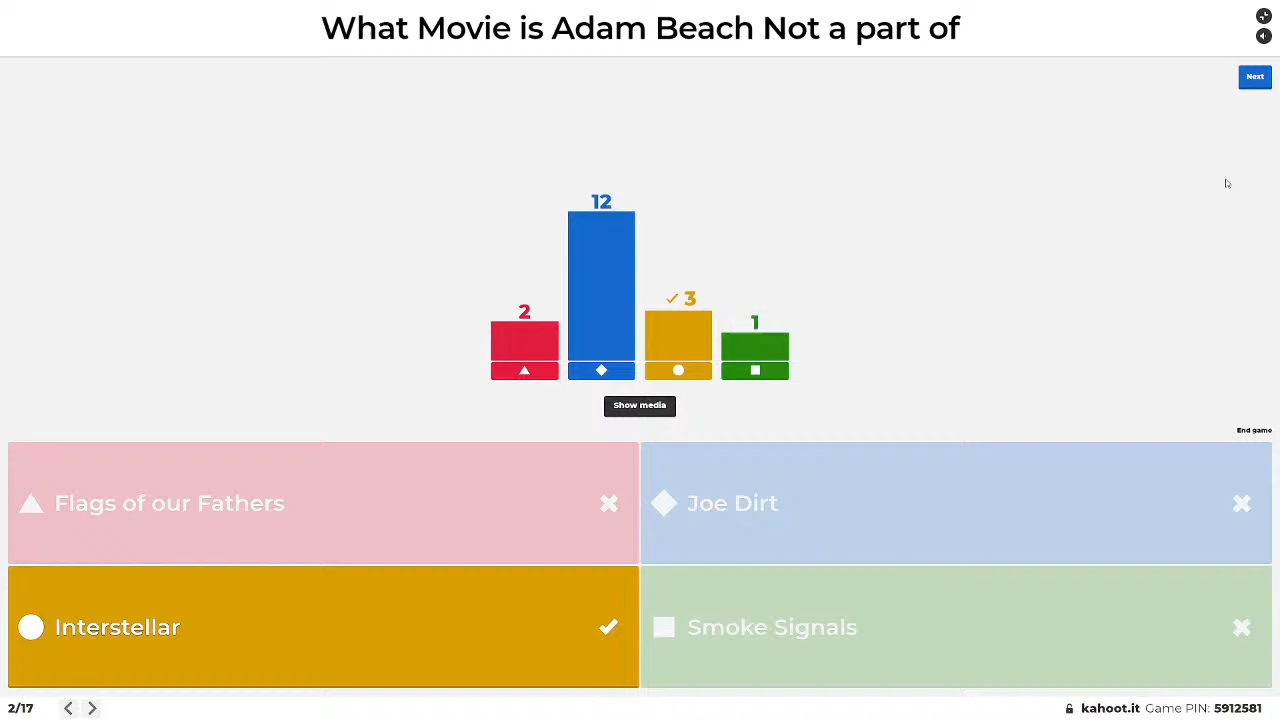 What Movie is Adam Beach Not a part of
Next
12
3
2
1
Show media
End game
Flags of our Fathers
Joe Dirt
Interstellar
Smoke Signals
2/17
kahoot.it Game PIN: 5912581